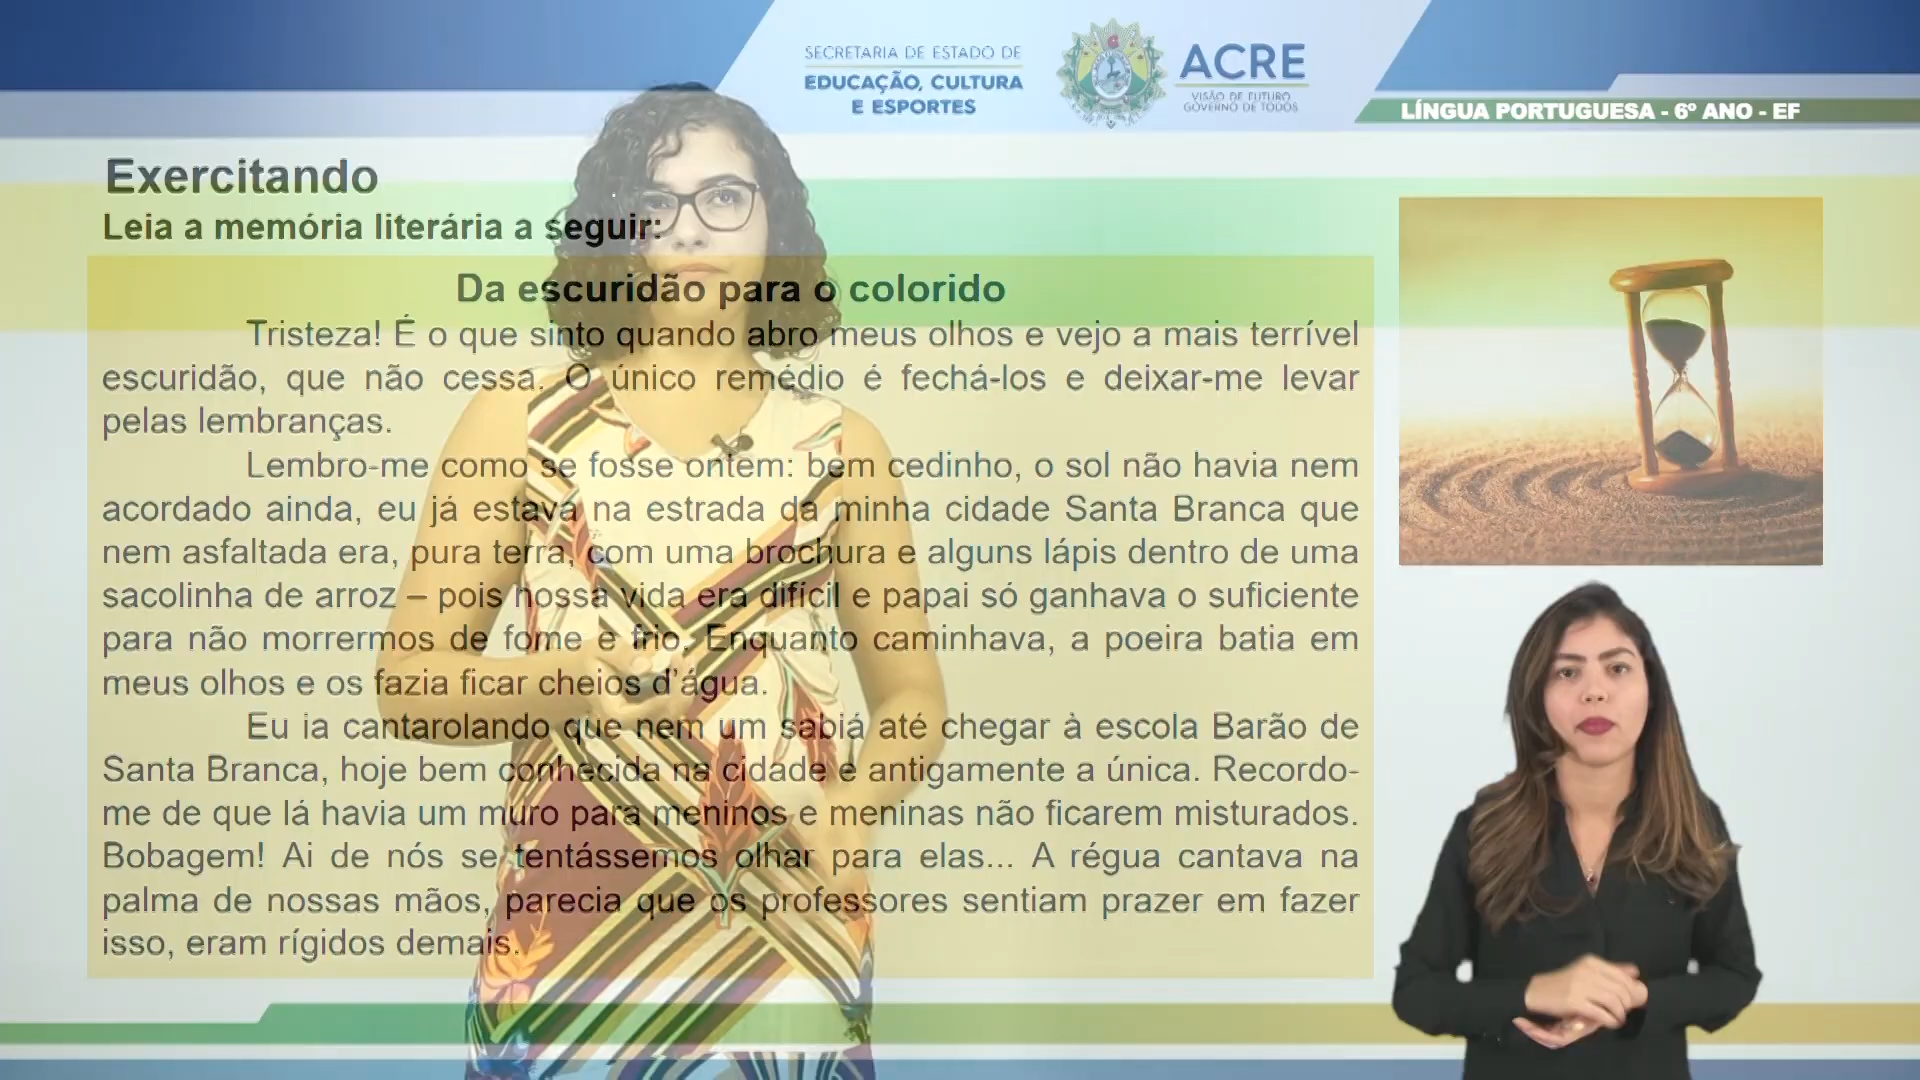 SECRETARIA DE ESTADO DE
EDUCAÇÃO, CULTURA
E ESPORTES
ACRE
VISÃO DE FUTURO
GOVERNO DE TODOS
LÍNGUA PORTUGUESA - 6º ANO - EF
Exercitando
Leia a memória literária a seguir:
Da escuridão para o colorido
Tristeza! É o que sinto quando abro meus olhos e vejo a mais terrível
escuridão, que não cessa. O único remédio é fechá-los e deixar-me levar
pelas lembranças.
Lembro-me como se fosse ontem: bem cedinho, o sol não havia nem
acordado ainda, eu já estava na estrada da minha cidade Santa Branca que
nem asfaltada era, pura terra, com uma brochura e alguns lápis dentro de uma
sacolinha de arroz – pois nossa vida era difícil e papai só ganhava o suficiente
para não morrermos de fome e frio. Enquanto caminhava, a poeira batia em
meus olhos e os fazia ficar cheios d’água.
Eu ia cantarolando que nem um sabiá até chegar à escola Barão de
Santa Branca, hoje bem conhecida na cidade e antigamente a única. Recordo-
me de que lá havia um muro para meninos e meninas não ficarem misturados.
Bobagem! Ai de nós se tentássemos olhar para elas... A régua cantava na
palma de nossas mãos, parecia que os professores sentiam prazer em fazer
isso, eram rígidos demais.